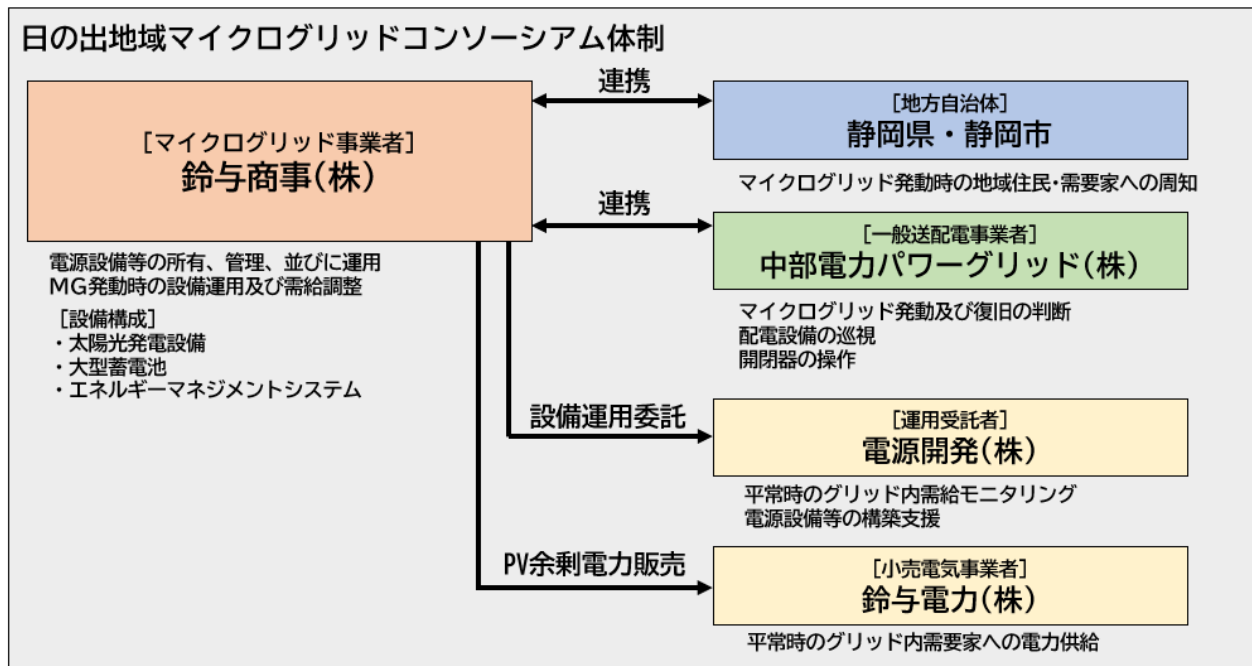 日の出地域マイクログリッドコンソーシアム体制
[マイクログリッド事業者]
鈴与商事(株)
電源設備等の所有、管理、並びに運用
MG発動時の設備運用及び需給調整
[設備構成]
・太陽光発電設備
・大型蓄電池
・エネルギーマネジメントシステム
連携
[地方自治体]
静岡県・静岡市
マイクログリッド発動時の地域住民・需要家への周知
連携
[一般送配電事業者]
中部電力パワーグリッド(株)
マイクログリッド発動及び復旧の判断
配電設備の巡視
開閉器の操作
設備運用委託
[運用受託者]
電源開発(株)
平常時のグリッド内需給モニタリング
電源設備等の構築支援
PV余剰電力販売
[小売電気事業者]
鈴与電力(株)
平常時のグリッド内需要家への電力供給